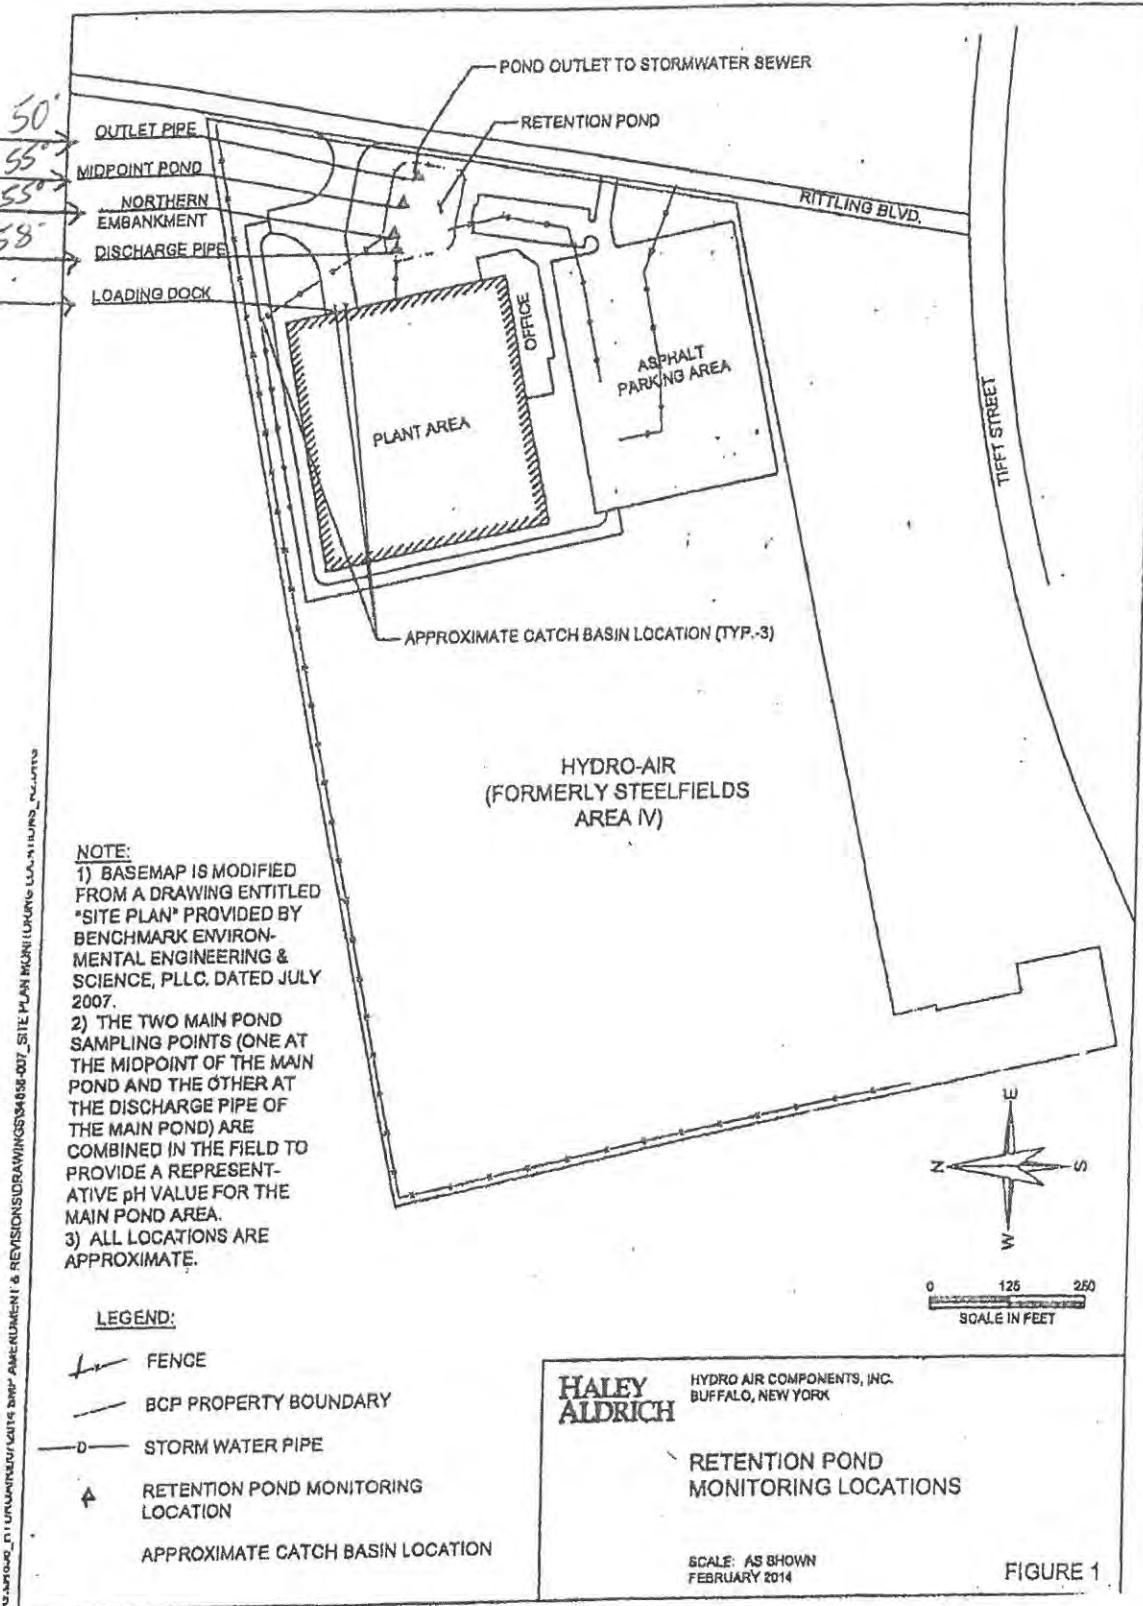 POND OUTLET TO STORMWATER SEWER
RETENTION POND
50°
OUTLET PIPE
55°
MIDPOINT POND
55°
NORTHERN
EMBANKMENT
58°
DISCHARGE PIPE
LOADING DOCK
RITTLING BLVD.
OFFICE
ASPHALT
PARKING AREA
PLANT AREA
TIFFT STREET
APPROXIMATE CATCH BASIN LOCATION (TYP.-3)
HYDRO-AIR
(FORMERLY STEELFIELDS
AREA IV)
NOTE:
1) BASEMAP IS MODIFIED
FROM A DRAWING ENTITLED
"SITE PLAN" PROVIDED BY
BENCHMARK ENVIRON-
MENTAL ENGINEERING &
SCIENCE, PLLC. DATED JULY
2007.
2) THE TWO MAIN POND
SAMPLING POINTS (ONE AT
THE MIDPOINT OF THE MAIN
POND AND THE OTHER AT
THE DISCHARGE PIPE OF
THE MAIN POND) ARE
COMBINED IN THE FIELD TO
PROVIDE A REPRESENT-
ATIVE pH VALUE FOR THE
MAIN POND AREA.
3) ALL LOCATIONS ARE
APPROXIMATE.
E
N
S
W
0 125 250
SCALE IN FEET
LEGEND:
FENCE
BCP PROPERTY BOUNDARY
STORM WATER PIPE
RETENTION POND MONITORING
LOCATION
APPROXIMATE CATCH BASIN LOCATION
HALEY
ALDRICH
HYDRO AIR COMPONENTS, INC.
BUFFALO, NEW YORK
RETENTION POND
MONITORING LOCATIONS
SCALE: AS SHOWN
FEBRUARY 2014
FIGURE 1
AMENDMENT & REVISIONS\DRAWINGS\34658-007_SITE PLAN MONITORING LOCATIONS